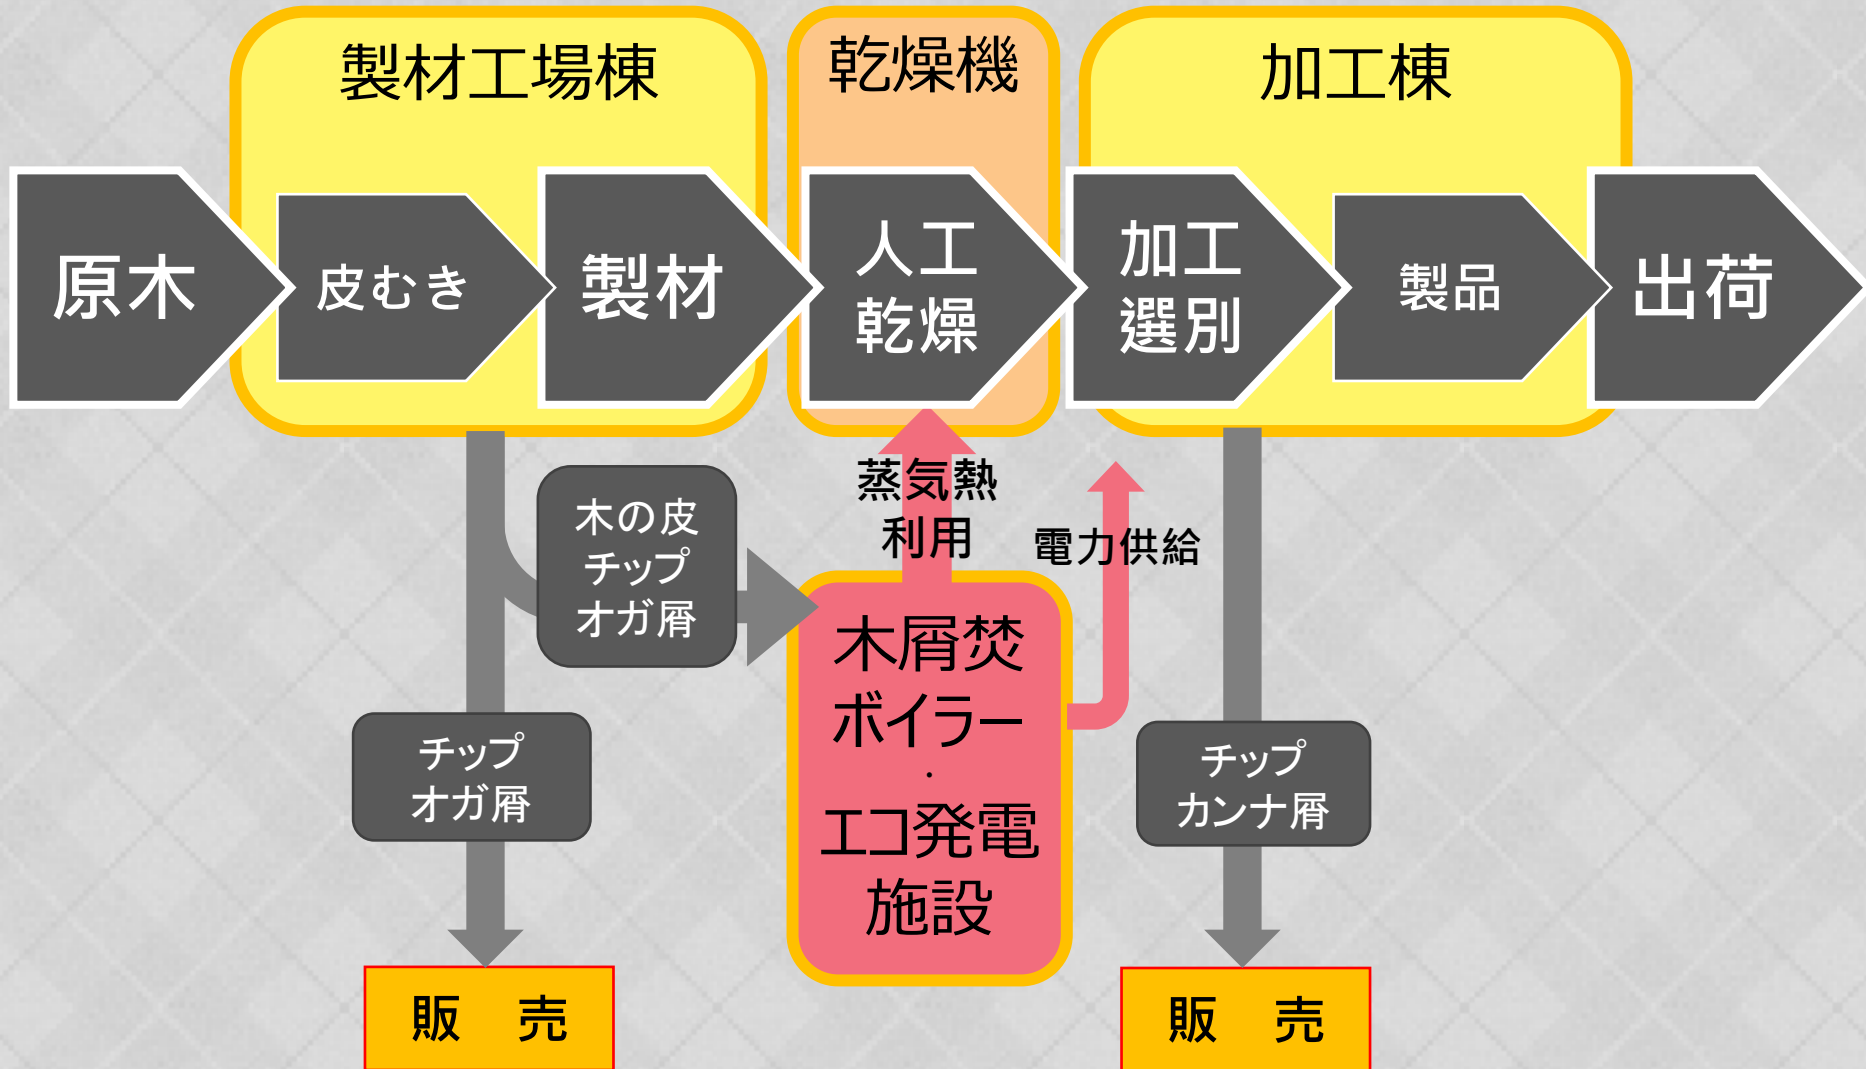 製材工場棟
乾燥機
加工棟
原木
皮むき
製材
人工
乾燥
加工
選別
製品
出荷
木の皮
チップ
オガ屑
蒸気熱
利用
電力供給
木屑焚
ボイラー
・
エコ発電
施設
チップ
オガ屑
チップ
カンナ屑
販　売
販　売